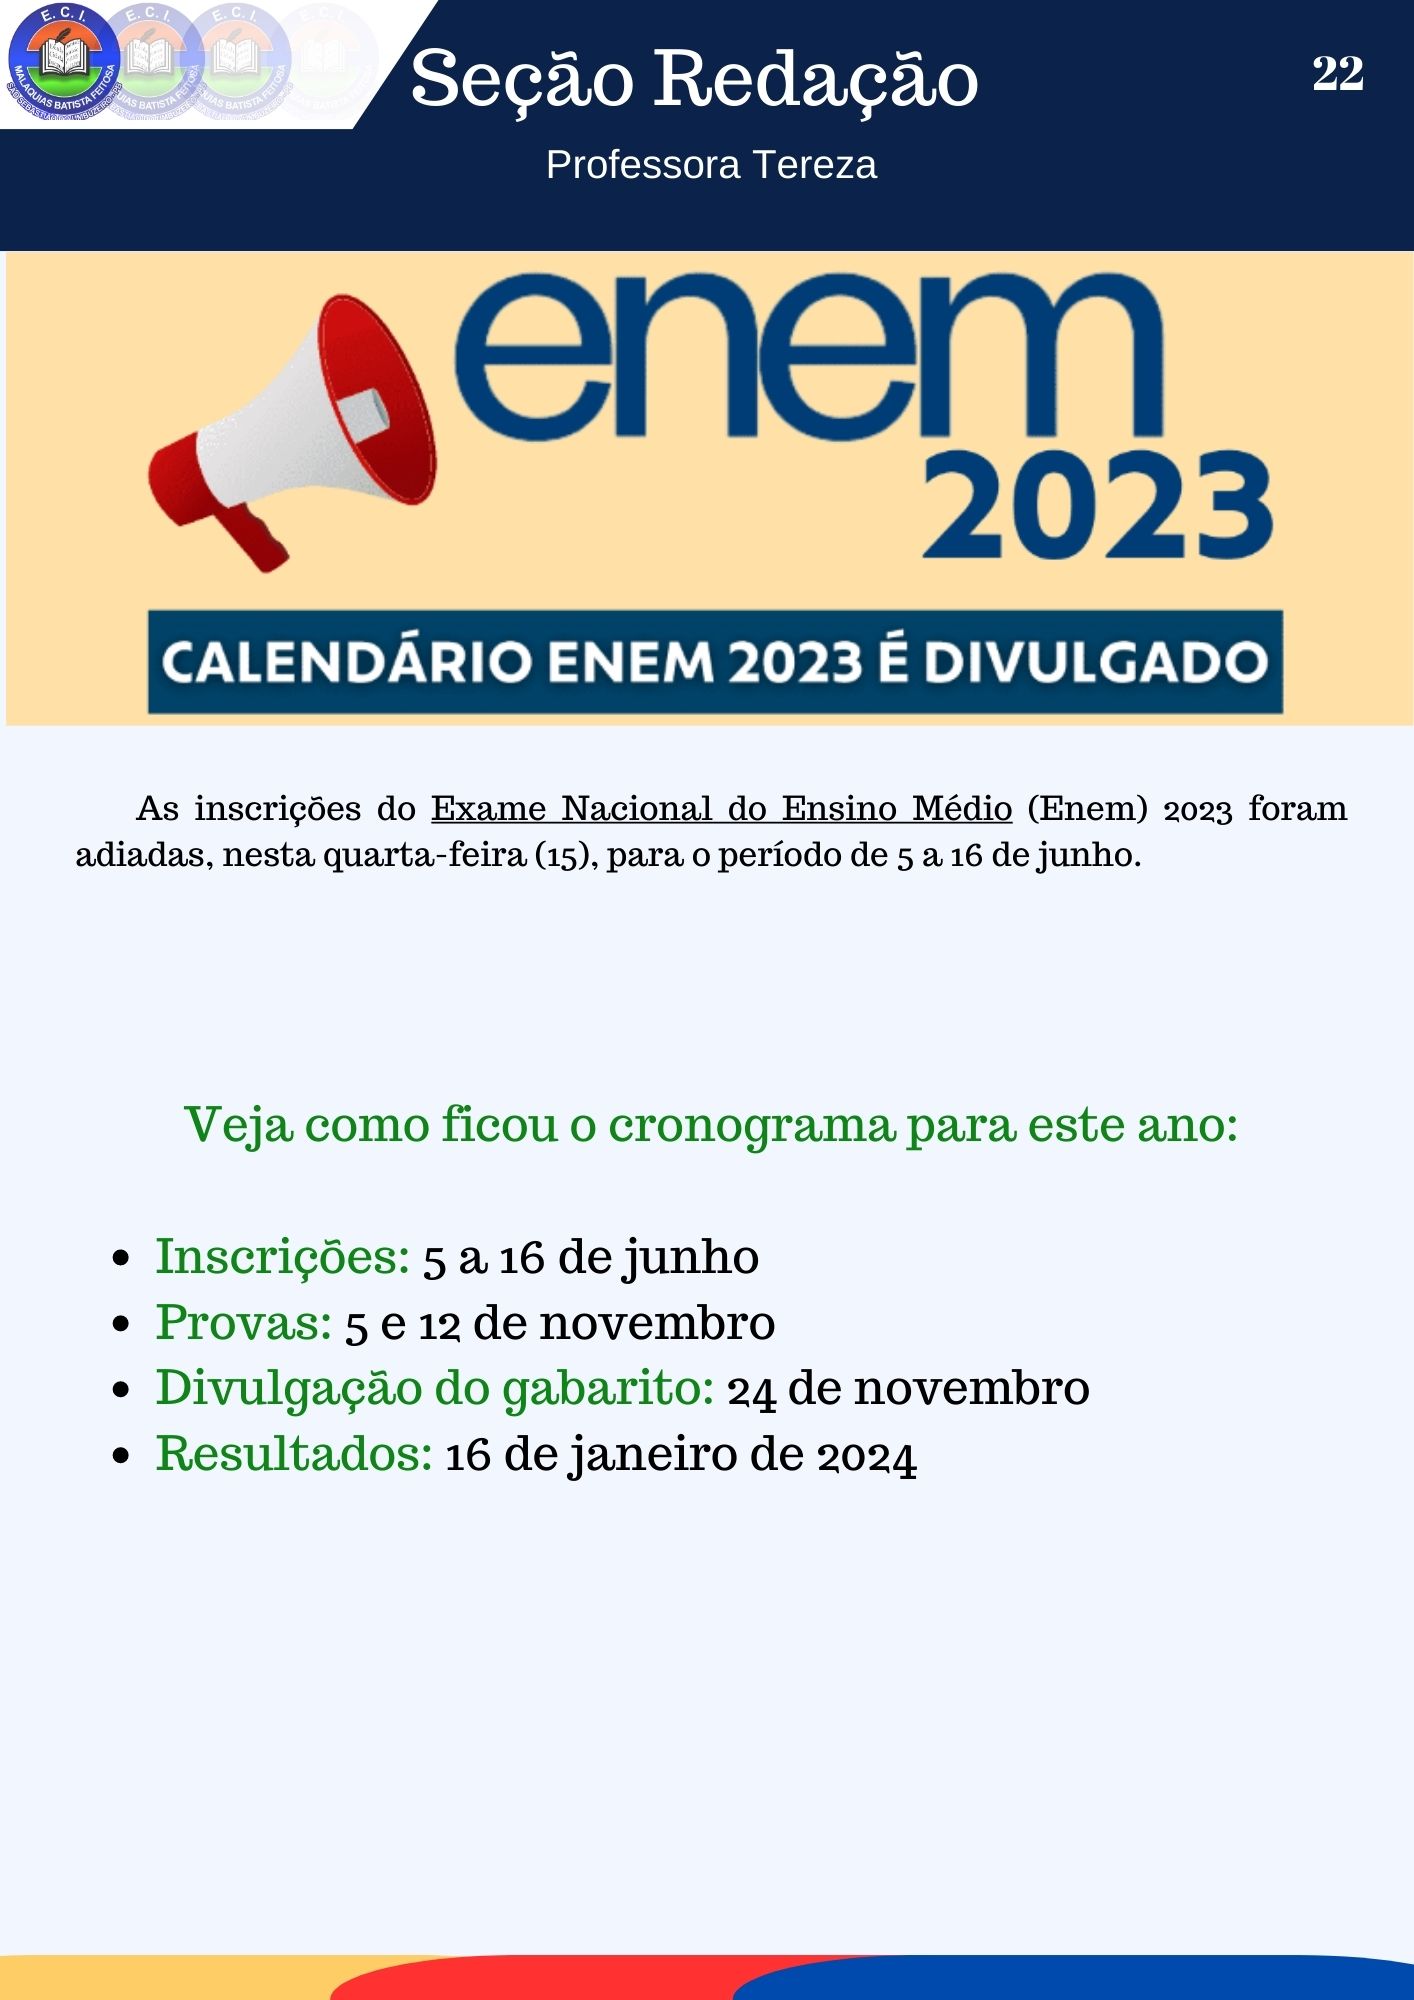 E. C. I.
MALAQUIAS BATISTA FEITOSA
Seção Redação
22
Professora Tereza
enem
2023
CALENDÁRIO ENEM 2023 É DIVULGADO
As inscrições do Exame Nacional do Ensino Médio (Enem) 2023 foram
adiadas, nesta quarta-feira (15), para o período de 5 a 16 de junho.
Veja como ficou o cronograma para este ano:
• Inscrições: 5 a 16 de junho
• Provas: 5 e 12 de novembro
• Divulgação do gabarito: 24 de novembro
• Resultados: 16 de janeiro de 2024